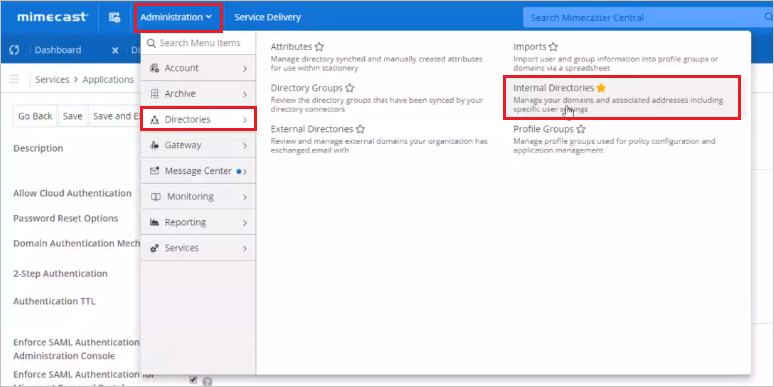 mimecast
Administration
Service Delivery
Search Mimecaster Central
Dashboard
x
Di
Search Menu Items
Services > Applications
Account
Archive
Directories
Gateway
Message Center
Monitoring
Reporting
Services
Attributes
Manage directory synched and manually created attributes
for use within stationery
Directory Groups
Review the directory groups that have been synced by your
directory connectors
External Directories
Review and manage external domains your organization has
exchanged email with
Imports
Import user and group information into profile groups or
domains via a spreadsheet
Internal Directories
Manage your domains and associated addresses including
specific user settings
Profile Groups
Manage profile groups used for policy configuration and
application management
Go Back
Save
Save and E
Description
Allow Cloud Authentication
Password Reset Options
Domain Authentication Mech
2-Step Authentication
Authentication TTL
Enforce SAML Authentication
Administration Console
Enforce SAML Authentication for